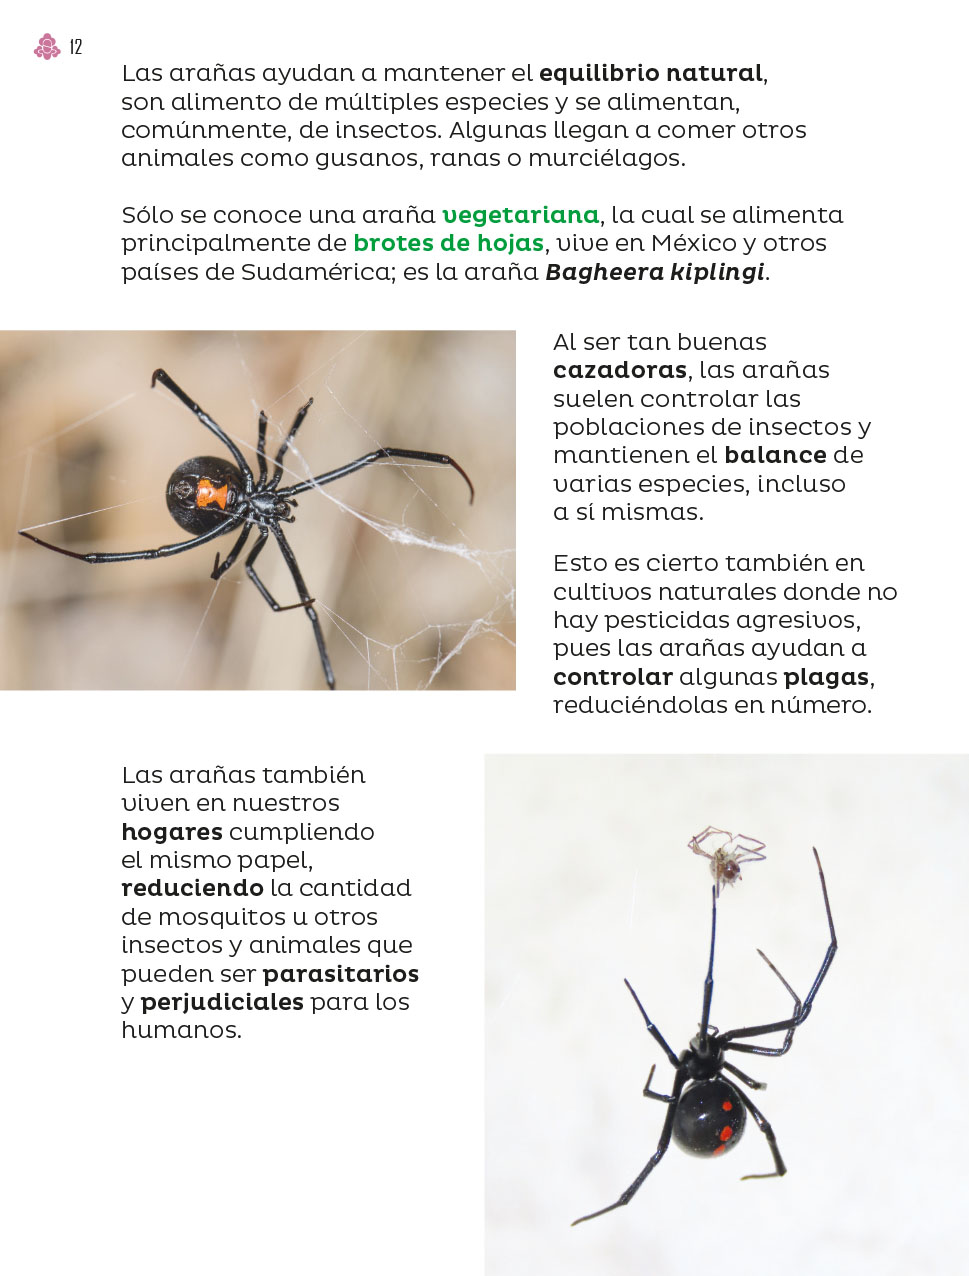 12
Las arañas ayudan a mantener el equilibrio natural,
son alimento de múltiples especies y se alimentan,
comúnmente, de insectos. Algunas llegan a comer otros
animales como gusanos, ranas o murciélagos.
Sólo se conoce una araña vegetariana, la cual se alimenta
principalmente de brotes de hojas, vive en México y otros
países de Sudamérica; es la araña Bagheera kiplingi.
Al ser tan buenas
cazadoras, las arañas
suelen controlar las
poblaciones de insectos y
mantienen el balance de
varias especies, incluso
a sí mismas.
Esto es cierto también en
cultivos naturales donde no
hay pesticidas agresivos,
pues las arañas ayudan a
controlar algunas plagas,
reduciéndolas en número.
Las arañas también
viven en nuestros
hogares cumpliendo
el mismo papel,
reduciendo la cantidad
de mosquitos u otros
insectos y animales que
pueden ser parasitarios
y perjudiciales para los
humanos.